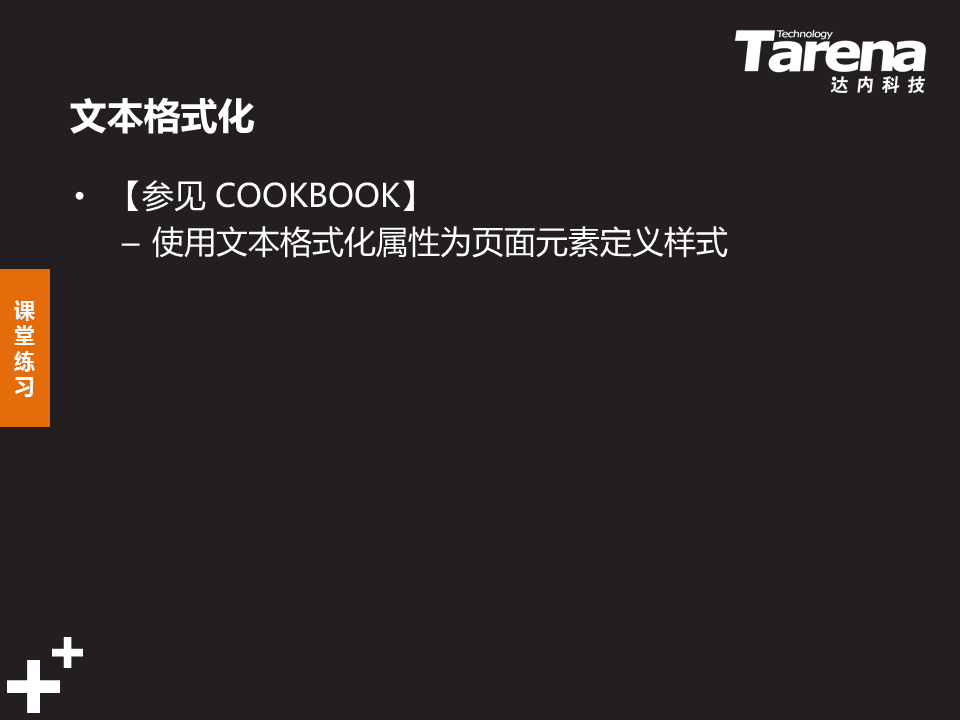 Technology
Tarena
达内科技
文本格式化
• 【参见 COOKBOOK】
– 使用文本格式化属性为页面元素定义样式
课
堂
练
习